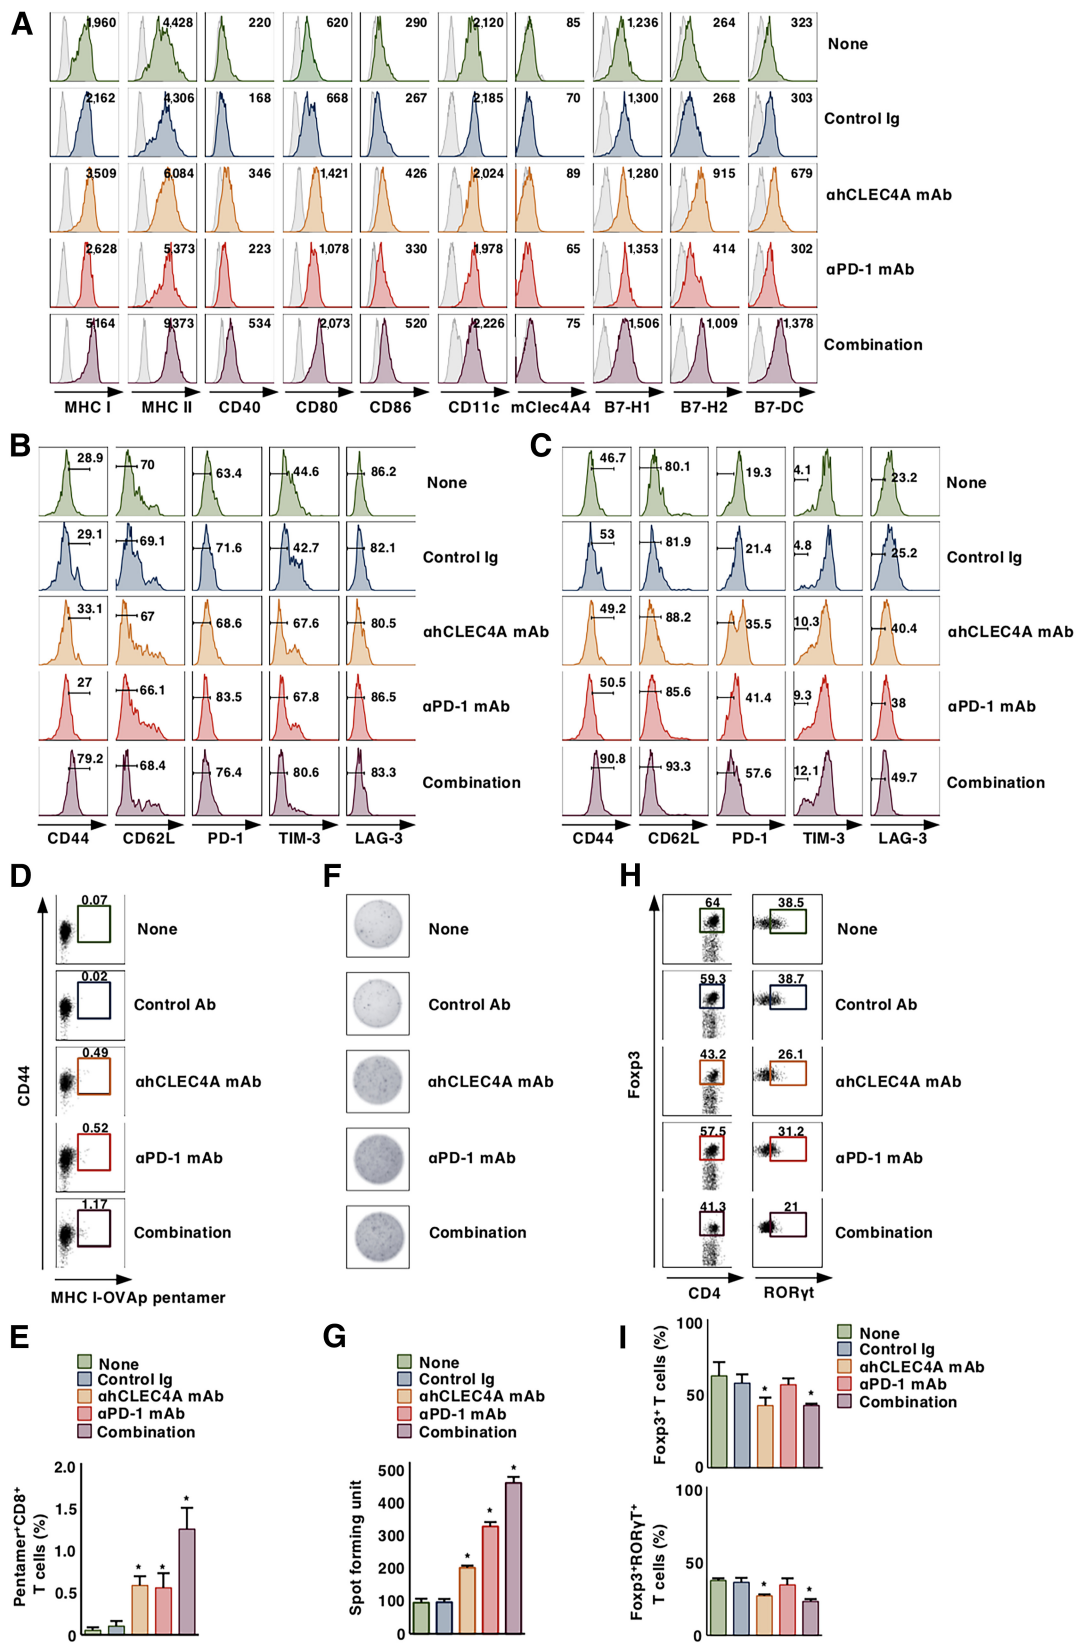 A
1,960 4,428 220 620 290 2,120 85 1,236 264 323 None
2,162 4,306 168 668 267 2,185 70 1,300 268 303 Control Ig
3,509 6,084 346 1,421 426 2,024 89 1,280 915 679 αhCLEC4A mAb
2,628 5,373 223 1,078 330 1,978 65 1,353 414 302 αPD-1 mAb
5,164 9,373 534 2,073 520 2,226 75 1,506 1,009 1,378 Combination
MHC I MHC II CD40 CD80 CD86 CD11c mClec4A4 B7-H1 B7-H2 B7-DC
B
28.9 70 63.4 44.6 86.2 None
29.1 69.1 71.6 42.7 82.1 Control Ig
33.1 67 68.6 67.6 80.5 αhCLEC4A mAb
27 66.1 83.5 67.8 86.5 αPD-1 mAb
79.2 68.4 76.4 80.6 83.3 Combination
CD44 CD62L PD-1 TIM-3 LAG-3
C
46.7 80.1 19.3 4.1 23.2 None
53 81.9 21.4 4.8 25.2 Control Ig
49.2 88.2 35.5 10.3 40.4 αhCLEC4A mAb
50.5 85.6 41.4 9.3 38 αPD-1 mAb
90.8 93.3 57.6 12.1 49.7 Combination
CD44 CD62L PD-1 TIM-3 LAG-3
D
CD44
0.07 None
0.02 Control Ab
0.49 αhCLEC4A mAb
0.52 αPD-1 mAb
1.17 Combination
MHC I-OVAp pentamer
F
None
Control Ab
αhCLEC4A mAb
αPD-1 mAb
Combination
H
Foxp3
64 38.5 None
59.3 38.7 Control Ab
43.2 26.1 αhCLEC4A mAb
57.5 31.2 αPD-1 mAb
41.3 21 Combination
CD4 RORγt
E
None
Control Ig
αhCLEC4A mAb
αPD-1 mAb
Combination
Pentamer⁺CD8⁺
T cells (%)
2.0
1.5
1.0
0.5
0
* * *
G
None
Control Ig
αhCLEC4A mAb
αPD-1 mAb
Combination
Spot forming unit
500
400
300
200
100
0
* * *
I
None
Control Ig
αhCLEC4A mAb
αPD-1 mAb
Combination
Foxp3⁺ T cells (%)
100
50
0
* *
Foxp3⁺RORγT⁺
T cells (%)
100
50
0
* *